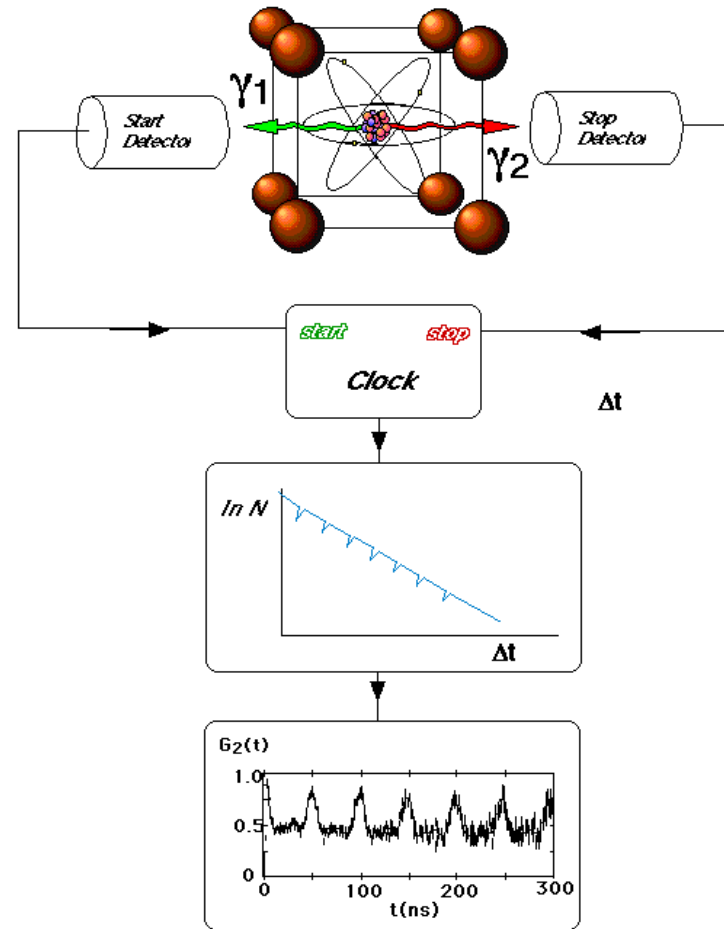 γ1
Start
Detector
Stop
Detector
γ2
start
stop
Clock
Δt
ln N
Δt
G2(t)
1.0
0.5
0
0
100
200
300
t(ns)